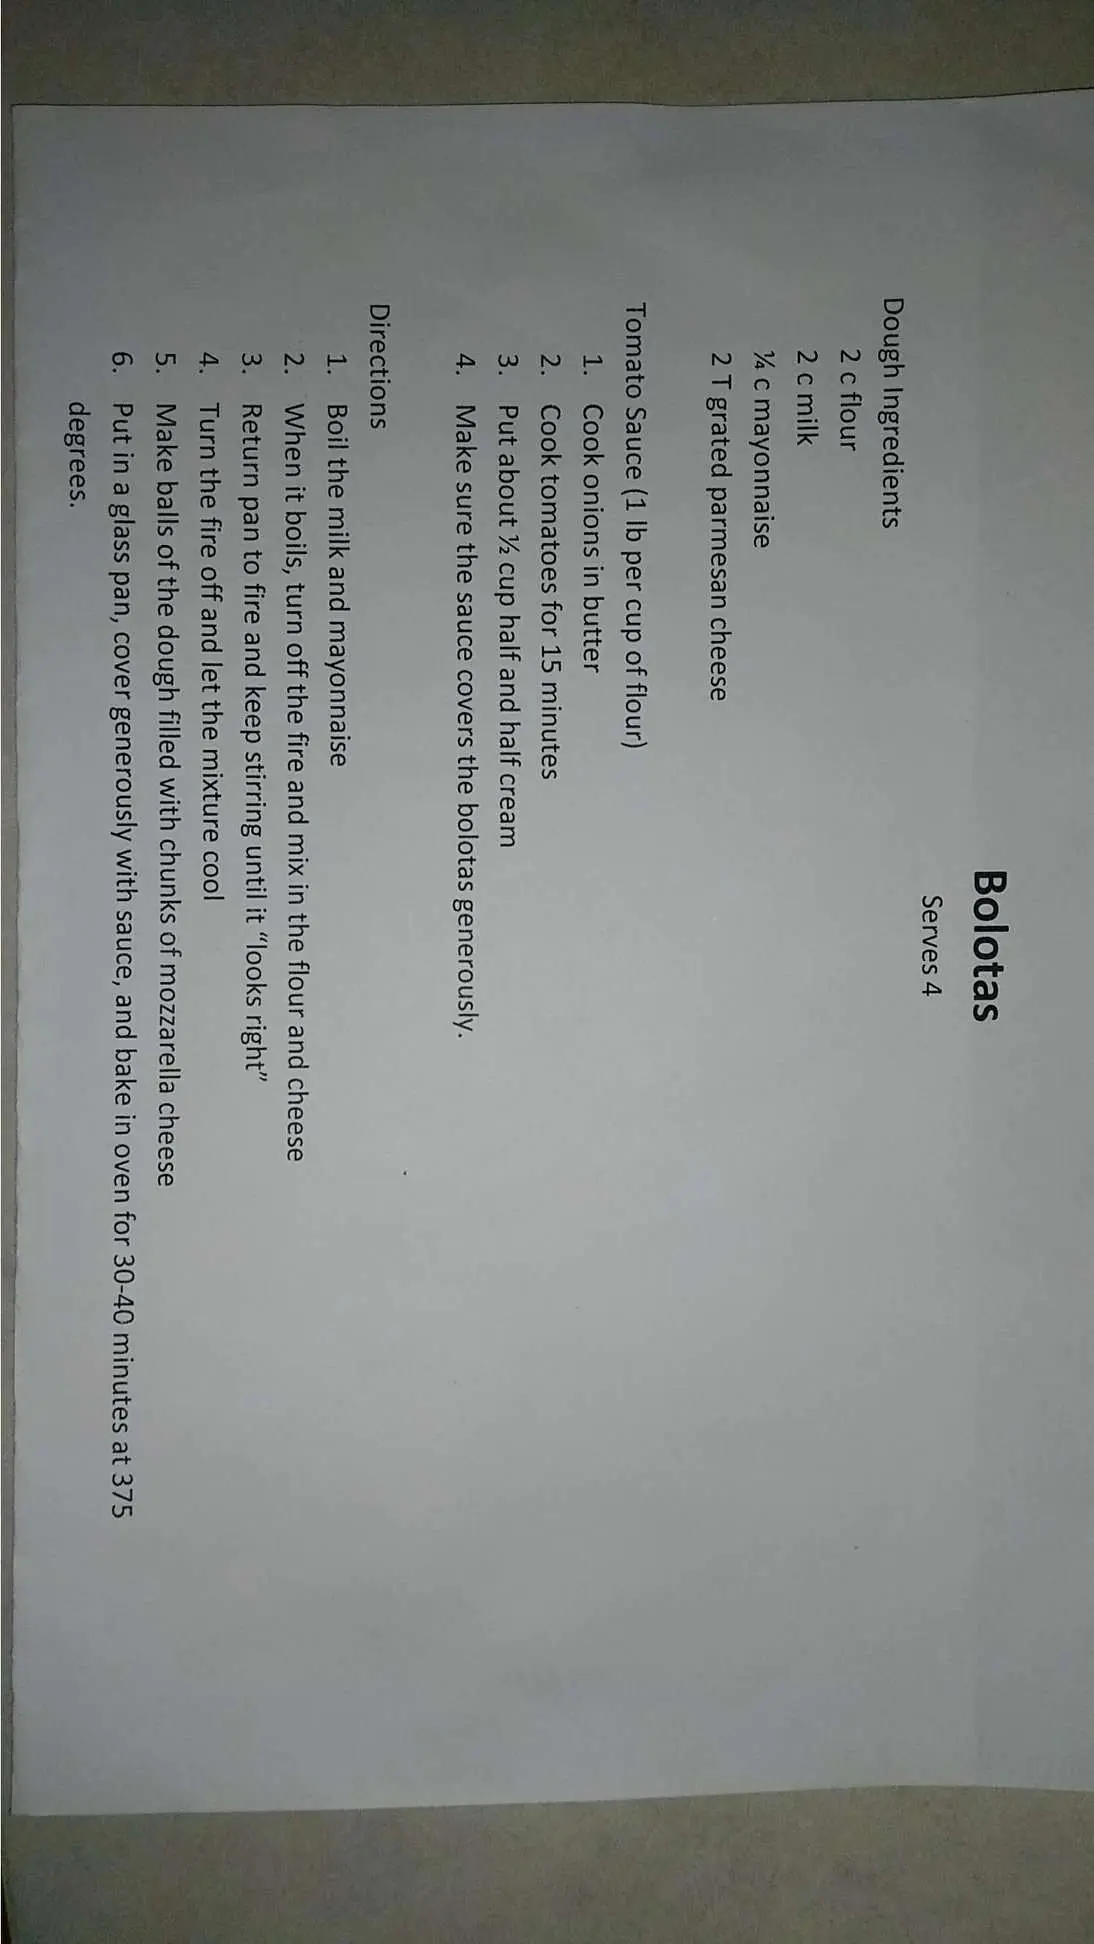 Bolotas
Serves 4
Dough Ingredients
2 c flour
2 c milk
¼ c mayonnaise
2 T grated parmesan cheese
Tomato Sauce (1 lb per cup of flour)
1. Cook onions in butter
2. Cook tomatoes for 15 minutes
3. Put about ½ cup half and half cream
4. Make sure the sauce covers the bolotas generously.
Directions
1. Boil the milk and mayonnaise
2. When it boils, turn off the fire and mix in the flour and cheese
3. Return pan to fire and keep stirring until it “looks right”
4. Turn the fire off and let the mixture cool
5. Make balls of the dough filled with chunks of mozzarella cheese
6. Put in a glass pan, cover generously with sauce, and bake in oven for 30-40 minutes at 375
degrees.